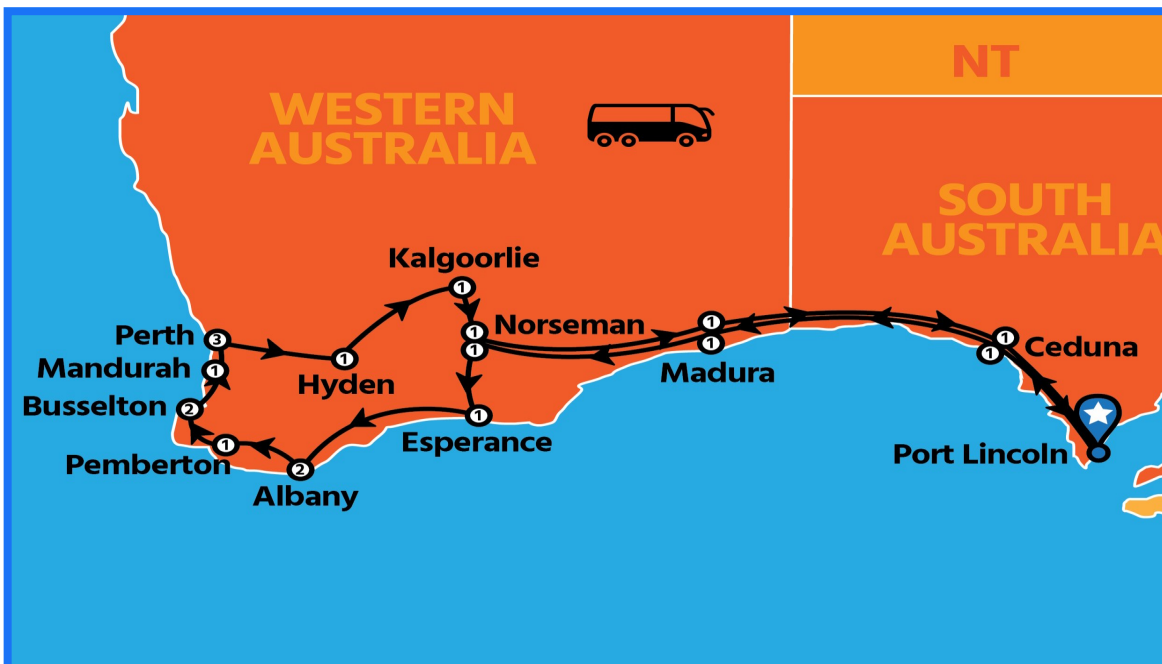 NT
WESTERN
AUSTRALIA
SOUTH
AUSTRALIA
Kalgoorlie
1
Perth
3
1
Norseman
1
1
1
1
Ceduna
1
Mandurah
1
1
Hyden
1
Madura
Busselton
2
1
Esperance
Pemberton
1
2
Albany
Port Lincoln